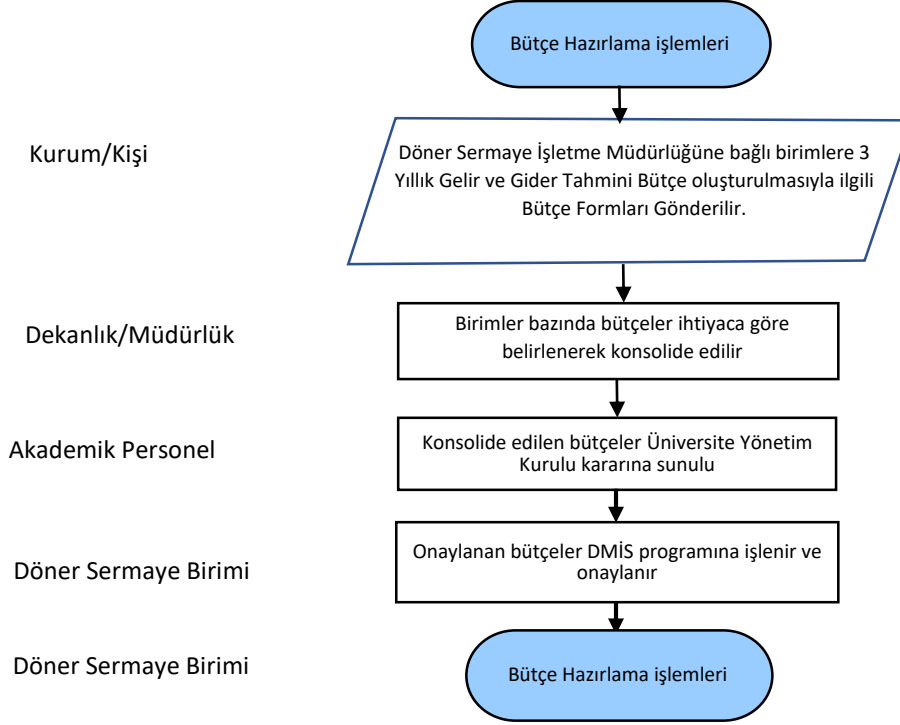 Bütçe Hazırlama işlemleri
Kurum/Kişi
Döner Sermaye İşletme Müdürlüğüne bağlı birimlere 3
Yıllık Gelir ve Gider Tahmini Bütçe oluşturulmasıyla ilgili
Bütçe Formları Gönderilir.
Dekanlık/Müdürlük
Birimler bazında bütçeler ihtiyaca göre
belirlenerek konsolide edilir
Akademik Personel
Konsolide edilen bütçeler Üniversite Yönetim
Kurulu kararına sunulu
Döner Sermaye Birimi
Onaylanan bütçeler DMİS programına işlenir ve
onaylanır
Döner Sermaye Birimi
Bütçe Hazırlama işlemleri